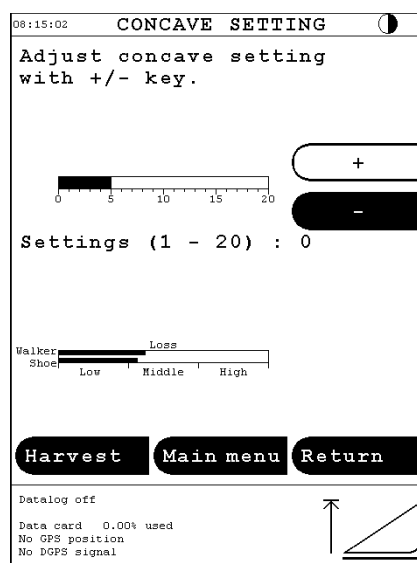 08:15:02 CONCAVE SETTING
Adjust concave setting
with +/- key.
+
0 5 10 15 20
-
Settings (1 - 20) : 0
Loss
Walker
Shoe
Low Middle High
Harvest Main menu Return
Datalog off
Data card 0.00% used
No GPS position
No DGPS signal